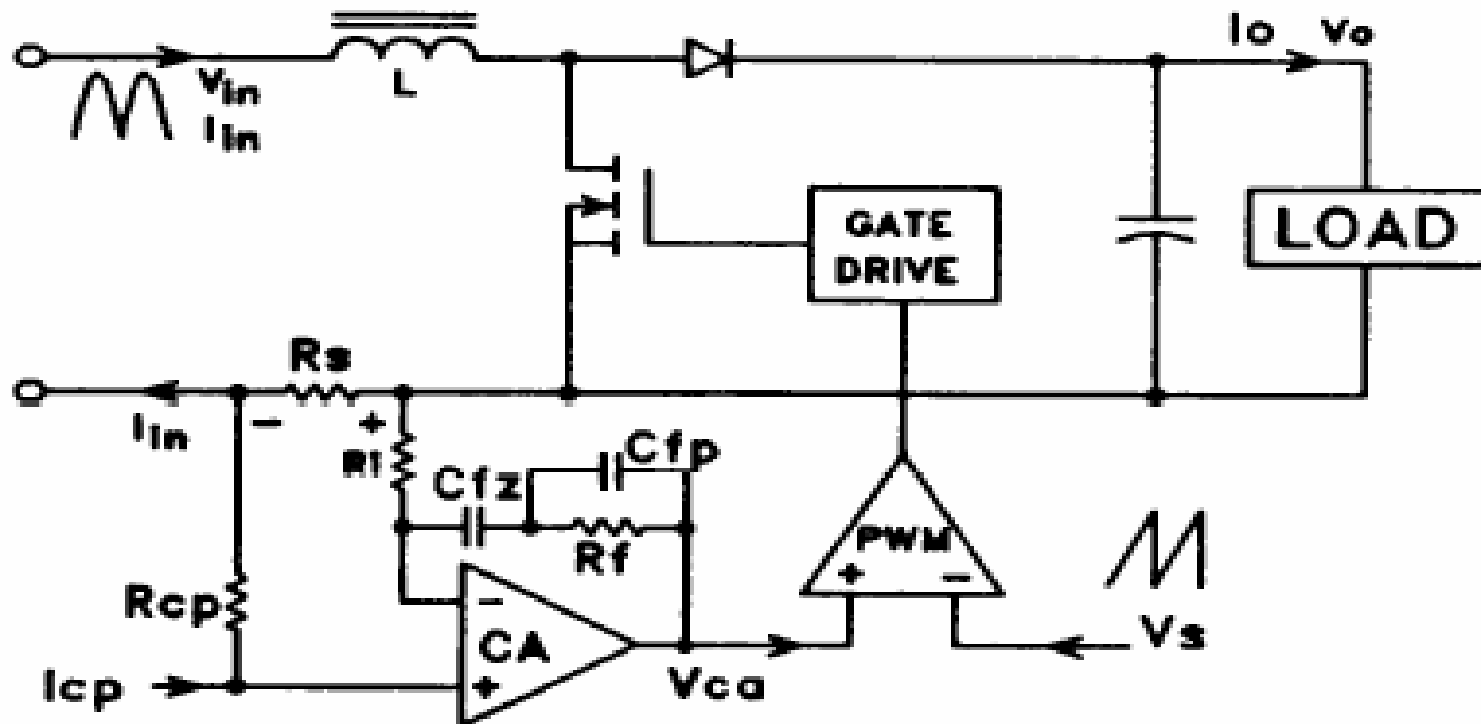 Io Vo
Vin
Iin
L
GATE
DRIVE
LOAD
Rs
Iin
- +
R1
Cfp
Cfz
Rf
PWM
+ -
Rcp
-
CA
+
Vs
Icp
Vca